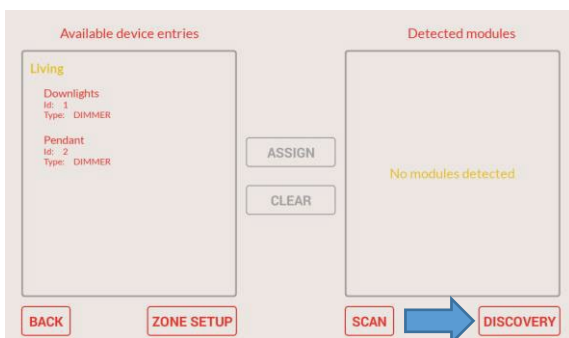 Available device entries
Detected modules
Living
Downlights
Id: 1
Type: DIMMER
Pendant
Id: 2
Type: DIMMER
ASSIGN
CLEAR
No modules detected
BACK
ZONE SETUP
SCAN
DISCOVERY